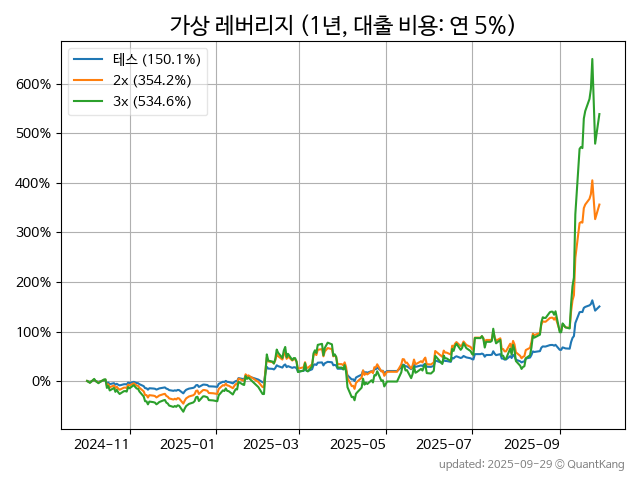 가상 레버리지 (1년, 대출 비용: 연 5%)
테스 (150.1%)
2x (354.2%)
3x (534.6%)
600%
500%
400%
300%
200%
100%
0%
2024-11
2025-01
2025-03
2025-05
2025-07
2025-09
updated: 2025-09-29 © QuantKang